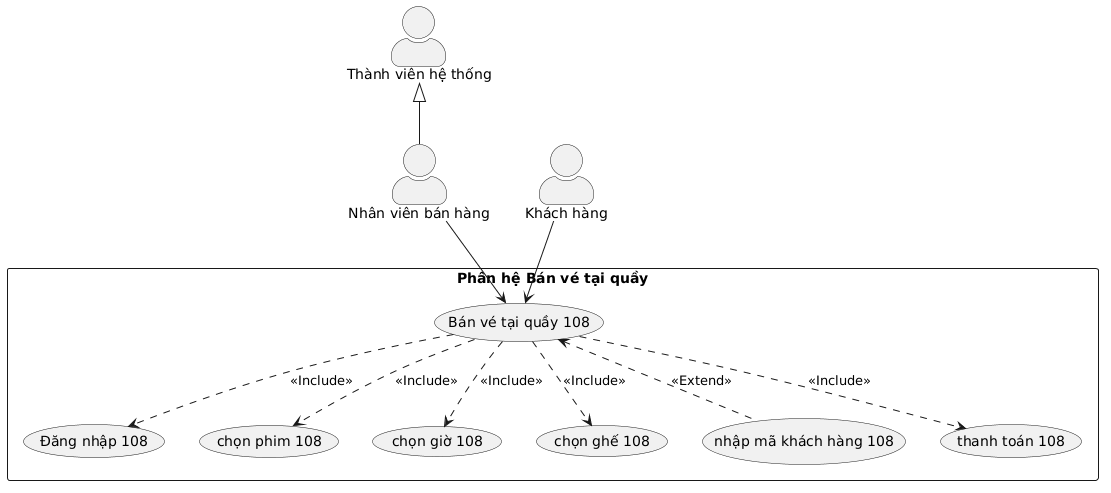 Thành viên hệ thống
Nhân viên bán hàng
Khách hàng
Phân hệ Bán vé tại quầy
Bán vé tại quầy 108
«Include»
«Include»
«Include»
«Include»
«Extend»
«Include»
Đăng nhập 108
chọn phim 108
chọn giờ 108
chọn ghế 108
nhập mã khách hàng 108
thanh toán 108